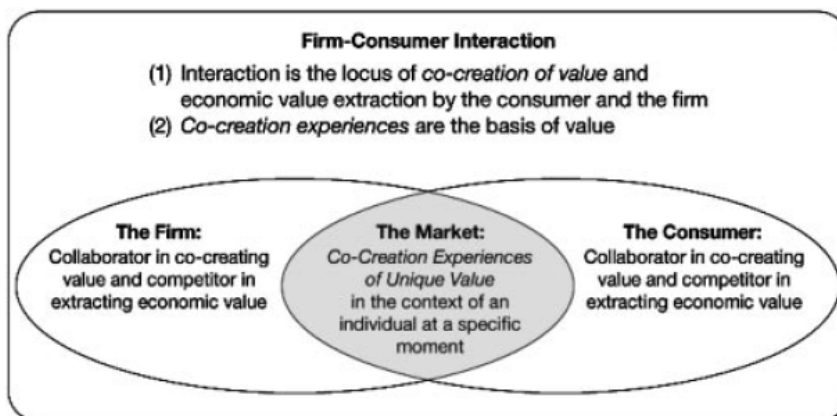 Firm-Consumer Interaction
(1) Interaction is the locus of co-creation of value and
economic value extraction by the consumer and the firm
(2) Co-creation experiences are the basis of value
The Firm:
Collaborator in co-creating
value and competitor in
extracting economic value
The Market:
Co-Creation Experiences
of Unique Value
in the context of an
individual at a specific
moment
The Consumer:
Collaborator in co-creating
value and competitor in
extracting economic value